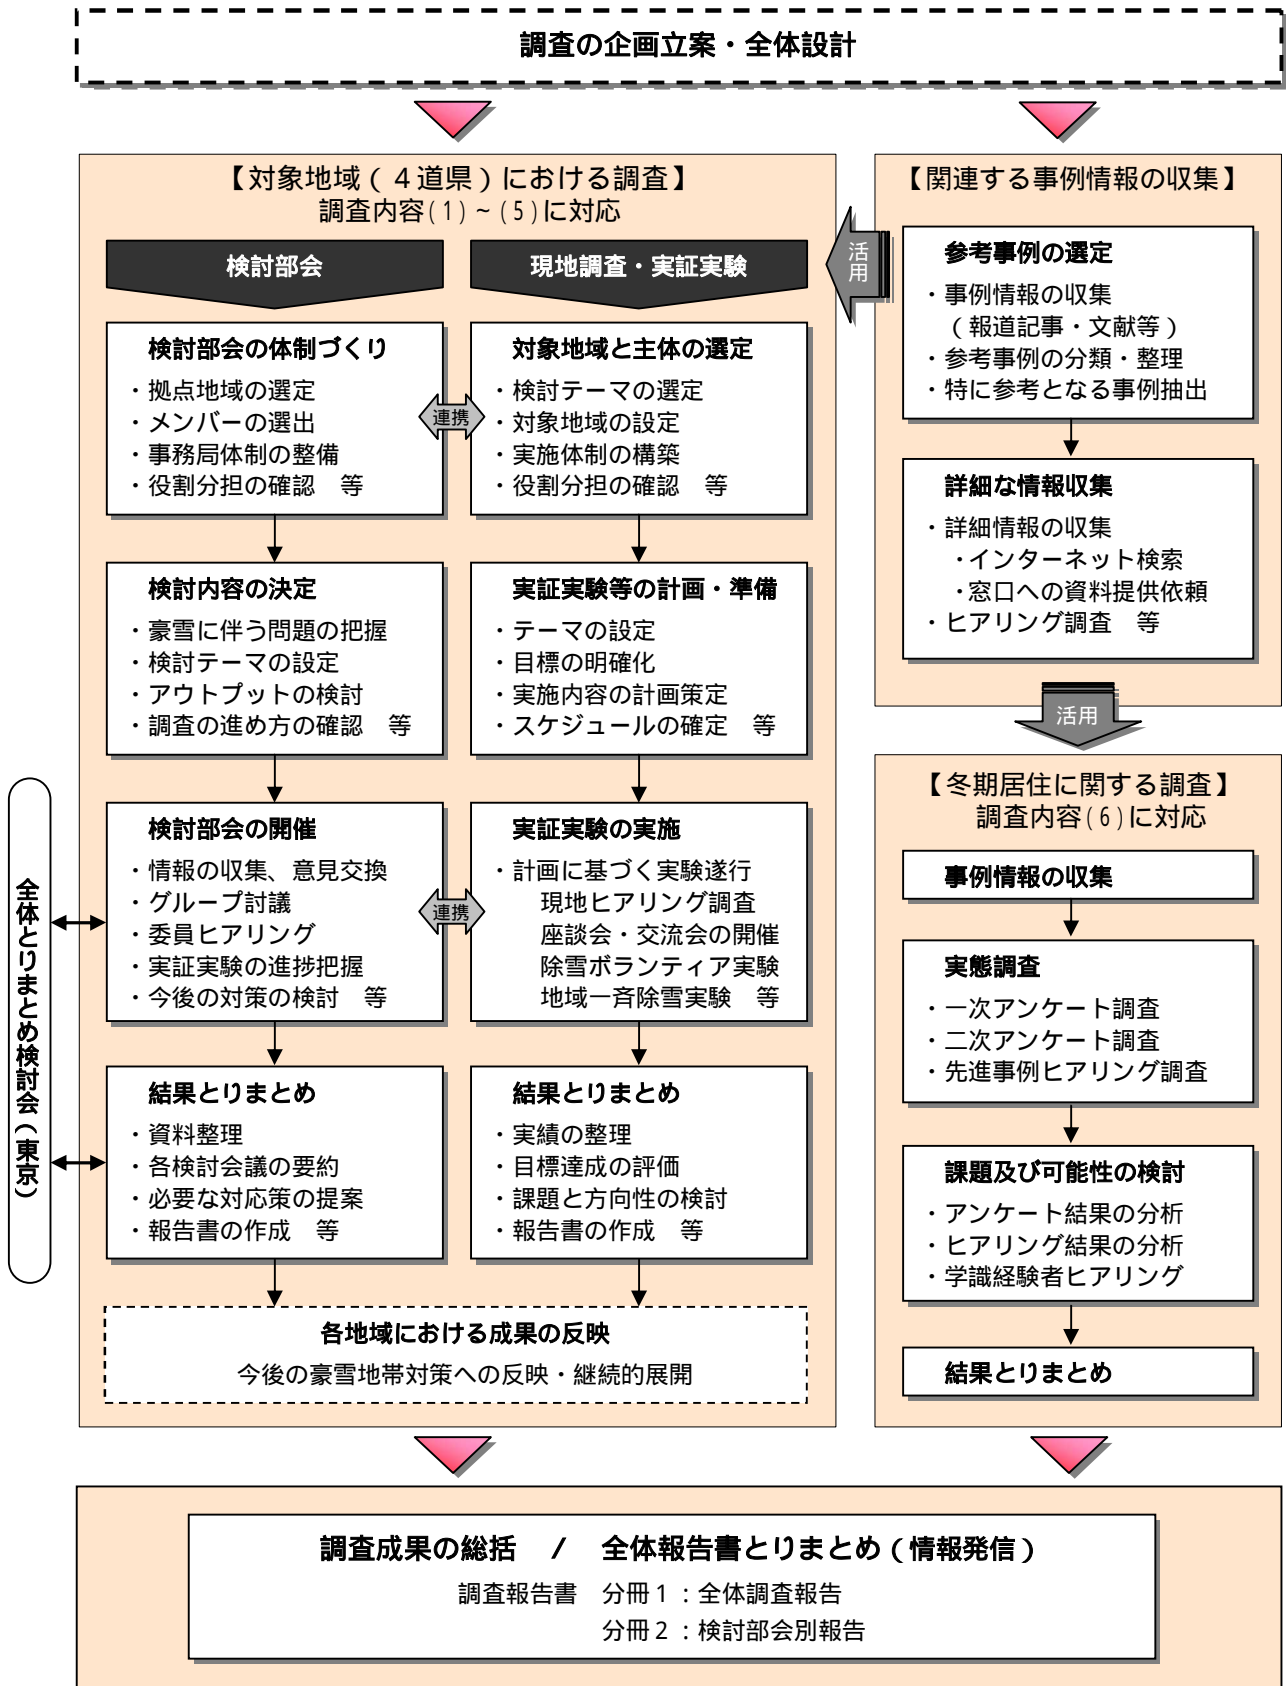 調査の企画立案・全体設計
【対象地域(4道県)における調査】
調査内容(1)~(5)に対応
検討部会
検討部会の体制づくり
・拠点地域の選定
・メンバーの選出
・事務局体制の整備
・役割分担の確認 等
検討内容の決定
・豪雪に伴う問題の把握
・検討テーマの設定
・アウトプットの検討
・調査の進め方の確認 等
検討部会の開催
・情報の収集、意見交換
・グループ討議
・委員ヒアリング
・実証実験の進捗把握
・今後の対策の検討 等
結果とりまとめ
・資料整理
・各検討会議の要約
・必要な対応策の提案
・報告書の作成 等
連携
連携
現地調査・実証実験
対象地域と主体の選定
・検討テーマの選定
・対象地域の設定
・実施体制の構築
・役割分担の確認 等
実証実験等の計画・準備
・テーマの設定
・目標の明確化
・実施内容の計画策定
・スケジュールの確定 等
実証実験の実施
・計画に基づく実験遂行
現地ヒアリング調査
座談会・交流会の開催
除雪ボランティア実験
地域一斉除雪実験 等
結果とりまとめ
・実績の整理
・目標達成の評価
・課題と方向性の検討
・報告書の作成 等
各地域における成果の反映
今後の豪雪地帯対策への反映・継続的展開
全体とりまとめ検討会(東京)
活用
【関連する事例情報の収集】
参考事例の選定
・事例情報の収集
(報道記事・文献等)
・参考事例の分類・整理
・特に参考となる事例抽出
詳細な情報収集
・詳細情報の収集
・インターネット検索
・窓口への資料提供依頼
・ヒアリング調査 等
活用
【冬期居住に関する調査】
調査内容(6)に対応
事例情報の収集
実態調査
・一次アンケート調査
・二次アンケート調査
・先進事例ヒアリング調査
課題及び可能性の検討
・アンケート結果の分析
・ヒアリング結果の分析
・学識経験者ヒアリング
結果とりまとめ
調査成果の総括 / 全体報告書とりまとめ(情報発信)
調査報告書 分冊1:全体調査報告
分冊2:検討部会別報告